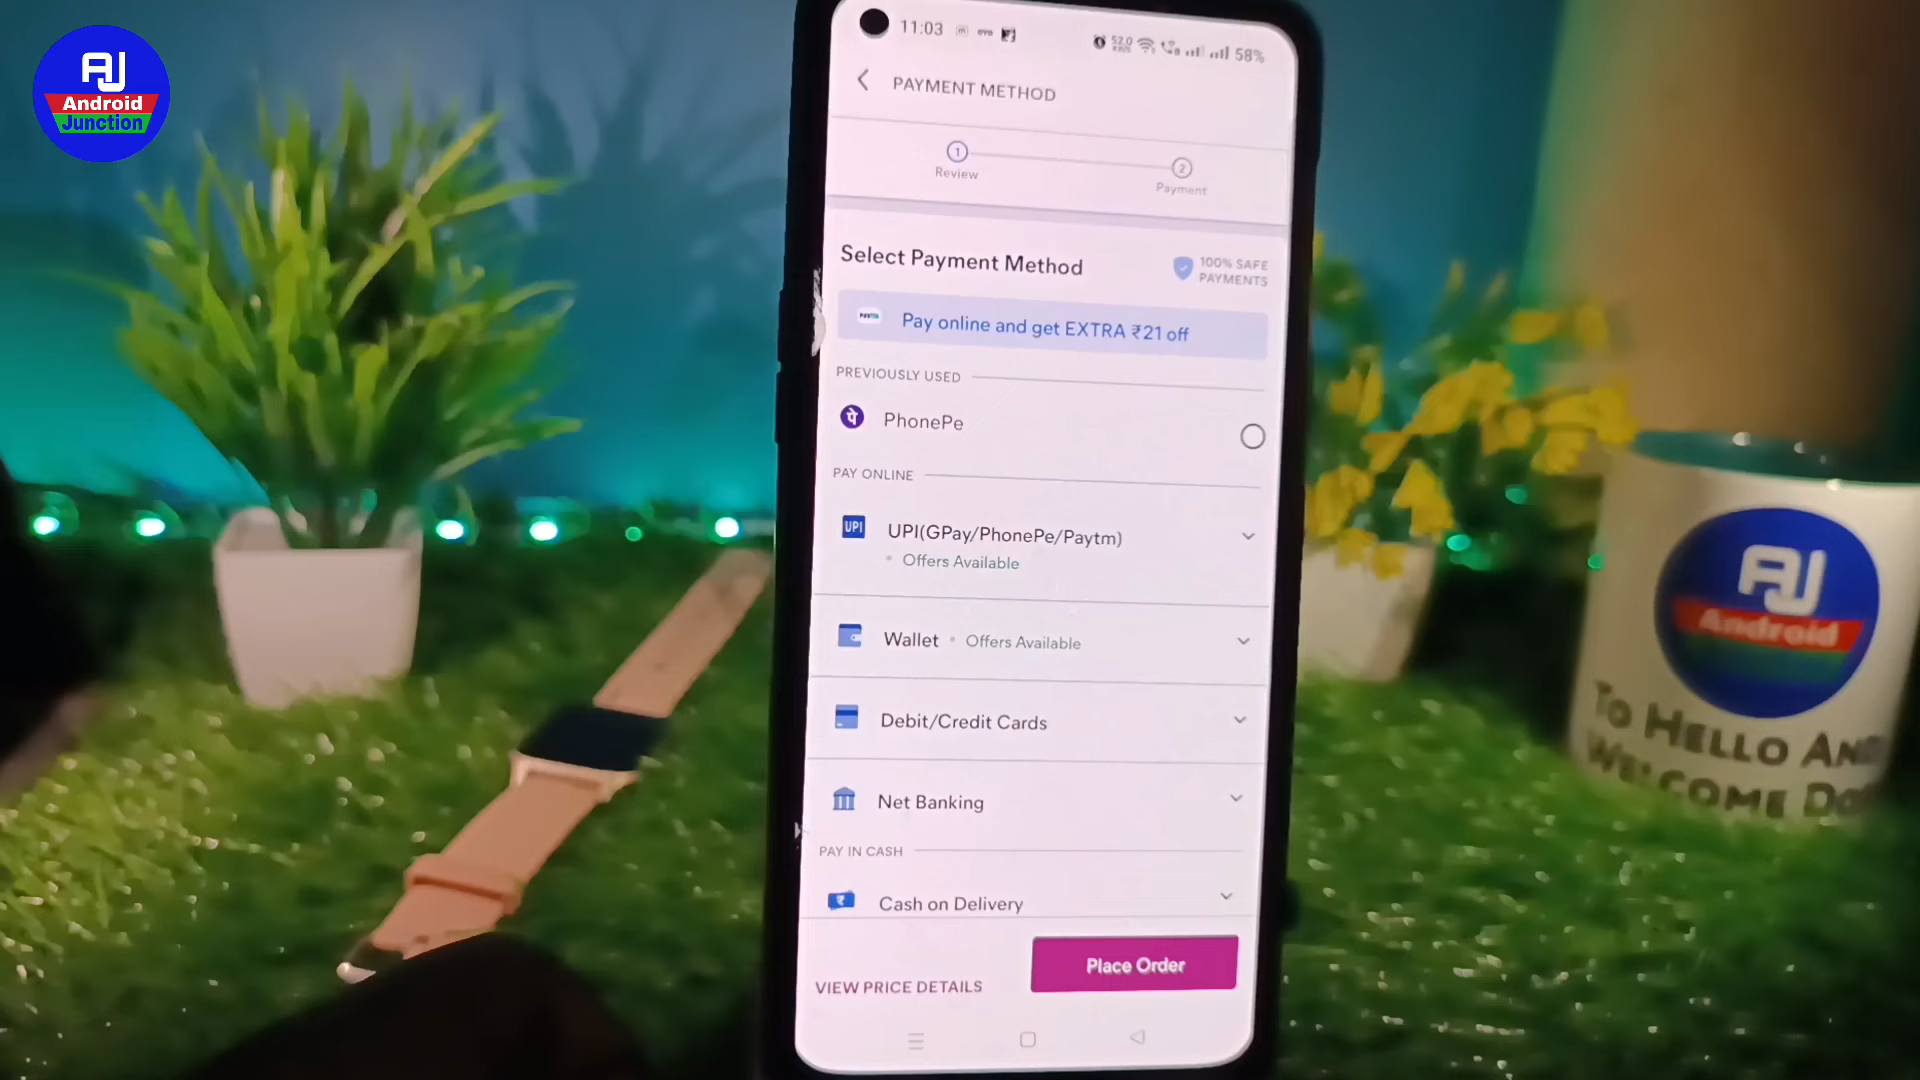 AJ
Android
Junction
11:03
52.0
58%
PAYMENT METHOD
1
2
Review
Payment
Select Payment Method
100% SAFE
PAYMENTS
Pay online and get EXTRA ₹21 off
PREVIOUSLY USED
पे
PhonePe
PAY ONLINE
UPI
UPI(GPay/PhonePe/Paytm)
• Offers Available
Wallet • Offers Available
Debit/Credit Cards
Net Banking
PAY IN CASH
₹
Cash on Delivery
VIEW PRICE DETAILS
Place Order
AJ
Android
To HELLO AND
WELCOME